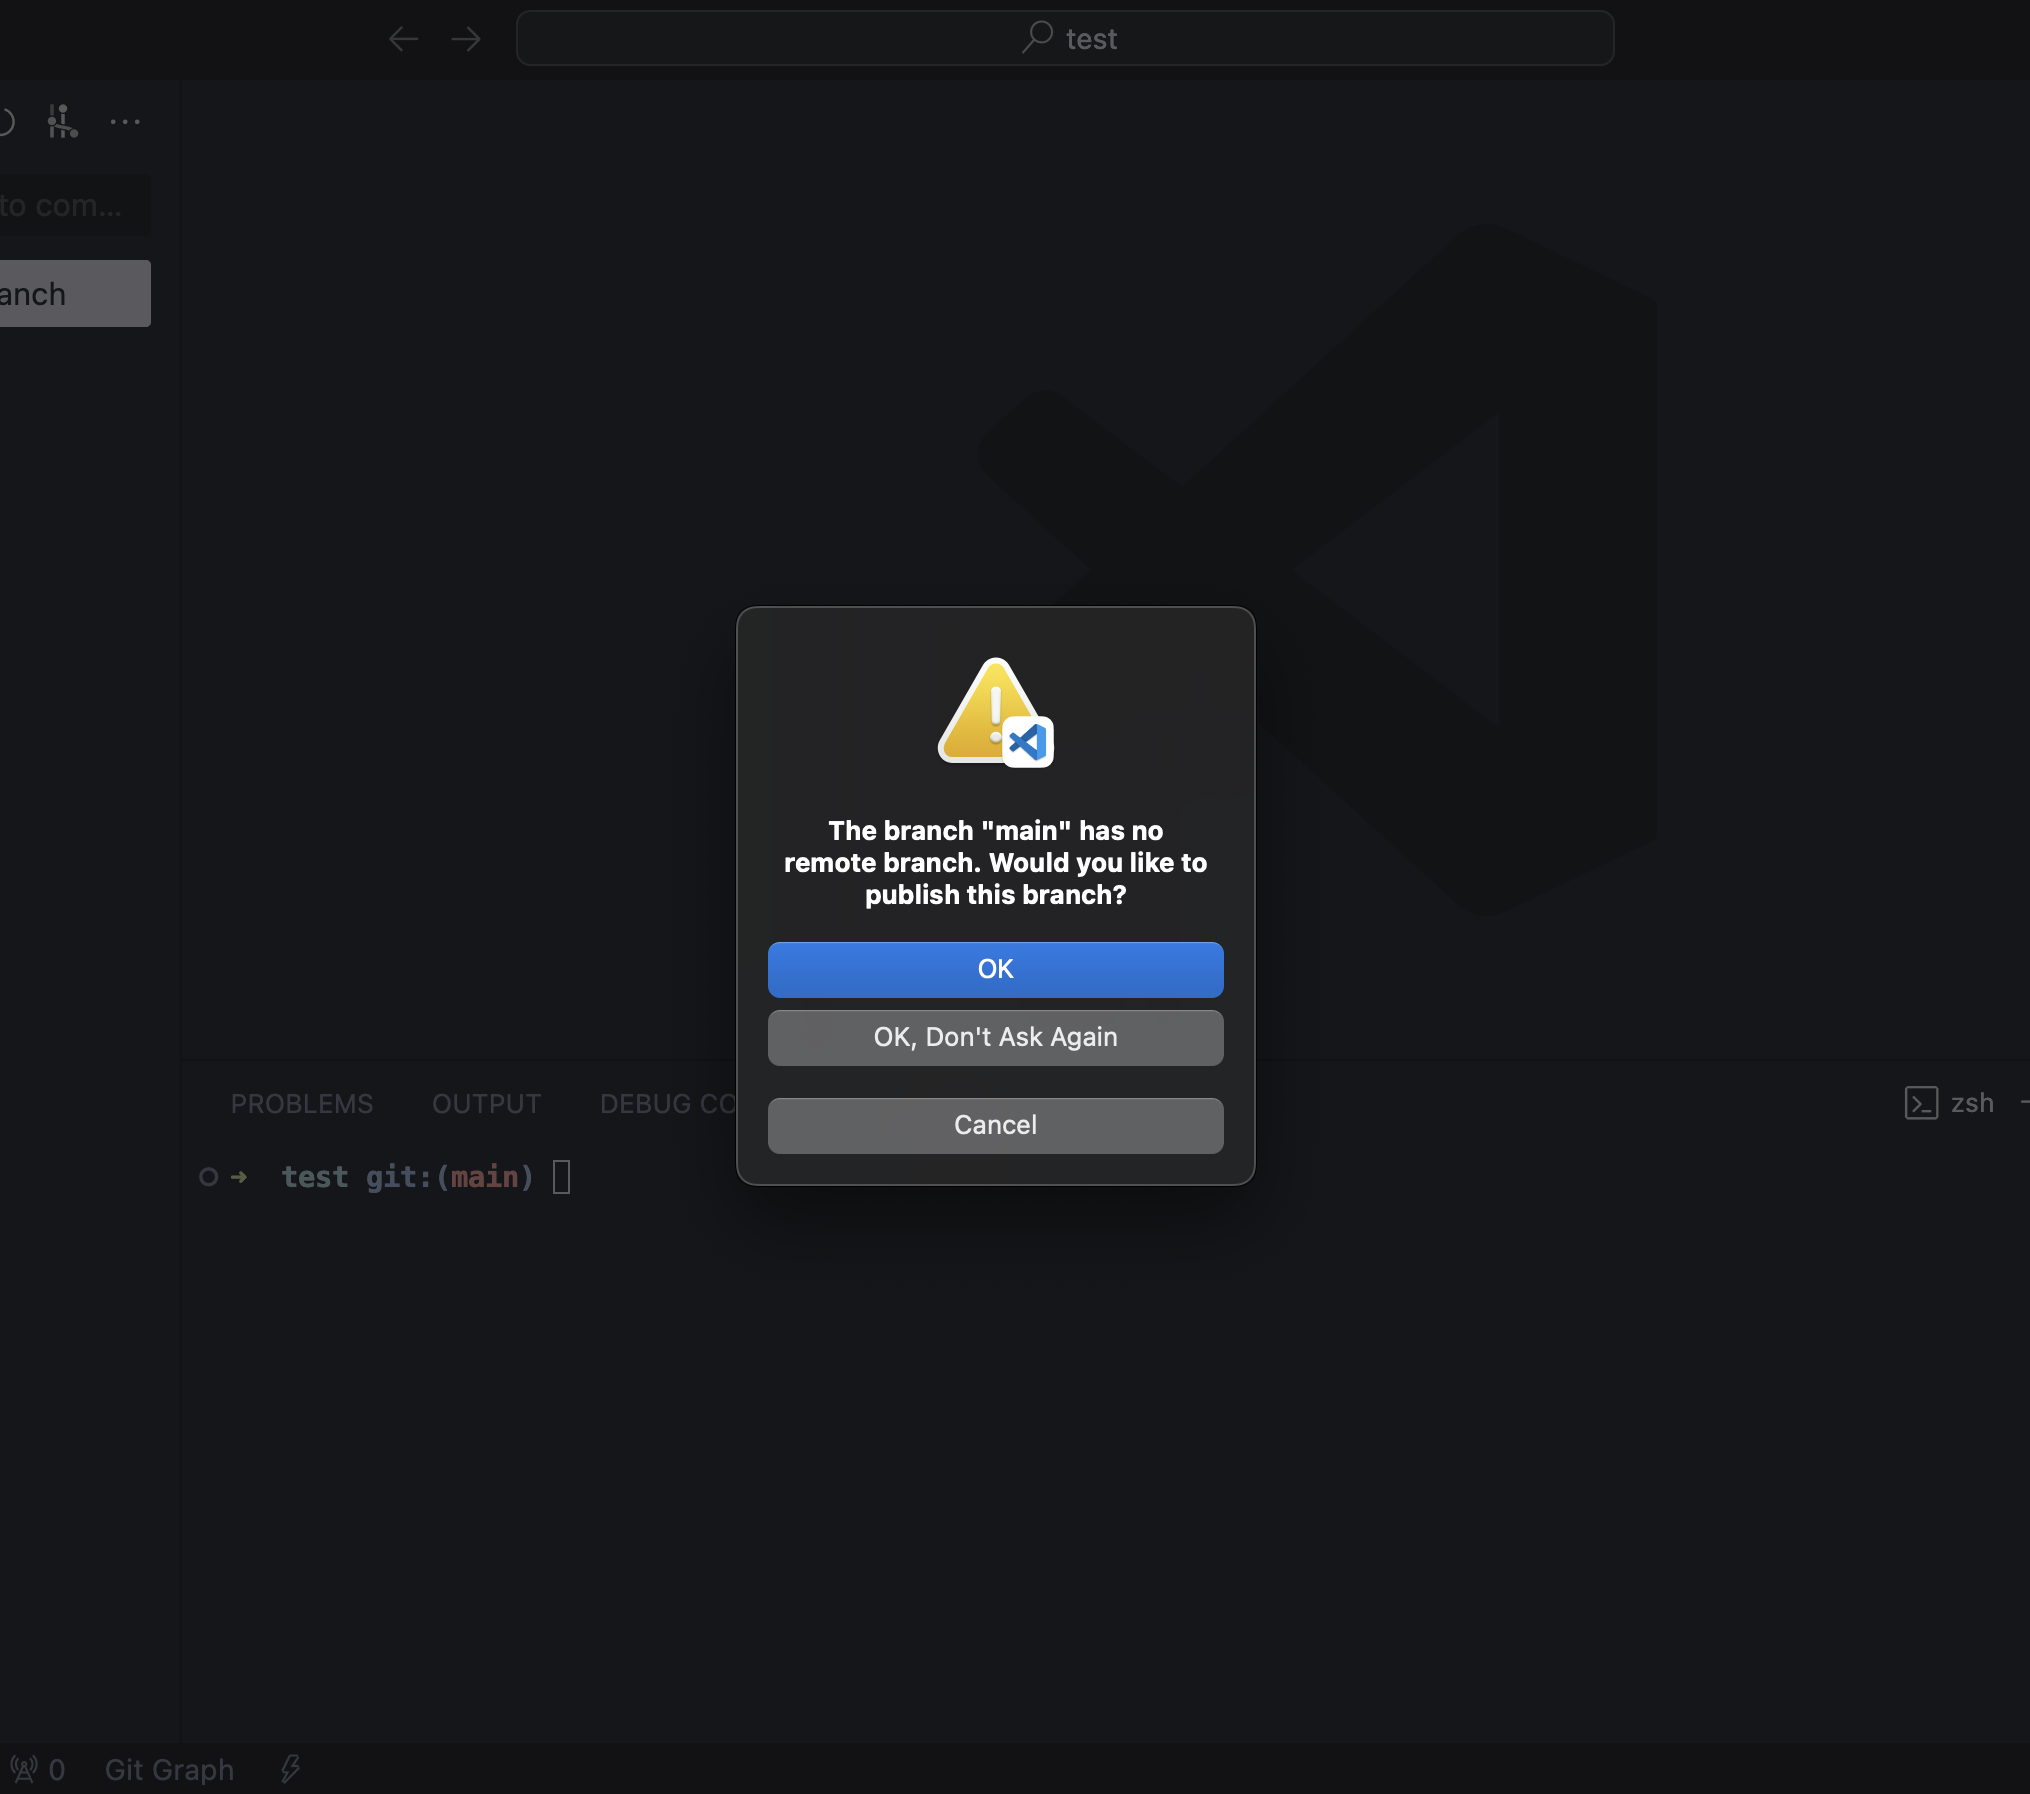 test
to com...
anch
The branch "main" has no
remote branch. Would you like to
publish this branch?
OK
OK, Don't Ask Again
Cancel
PROBLEMS OUTPUT DEBUG CO
zsh
test git:(main)
0 Git Graph